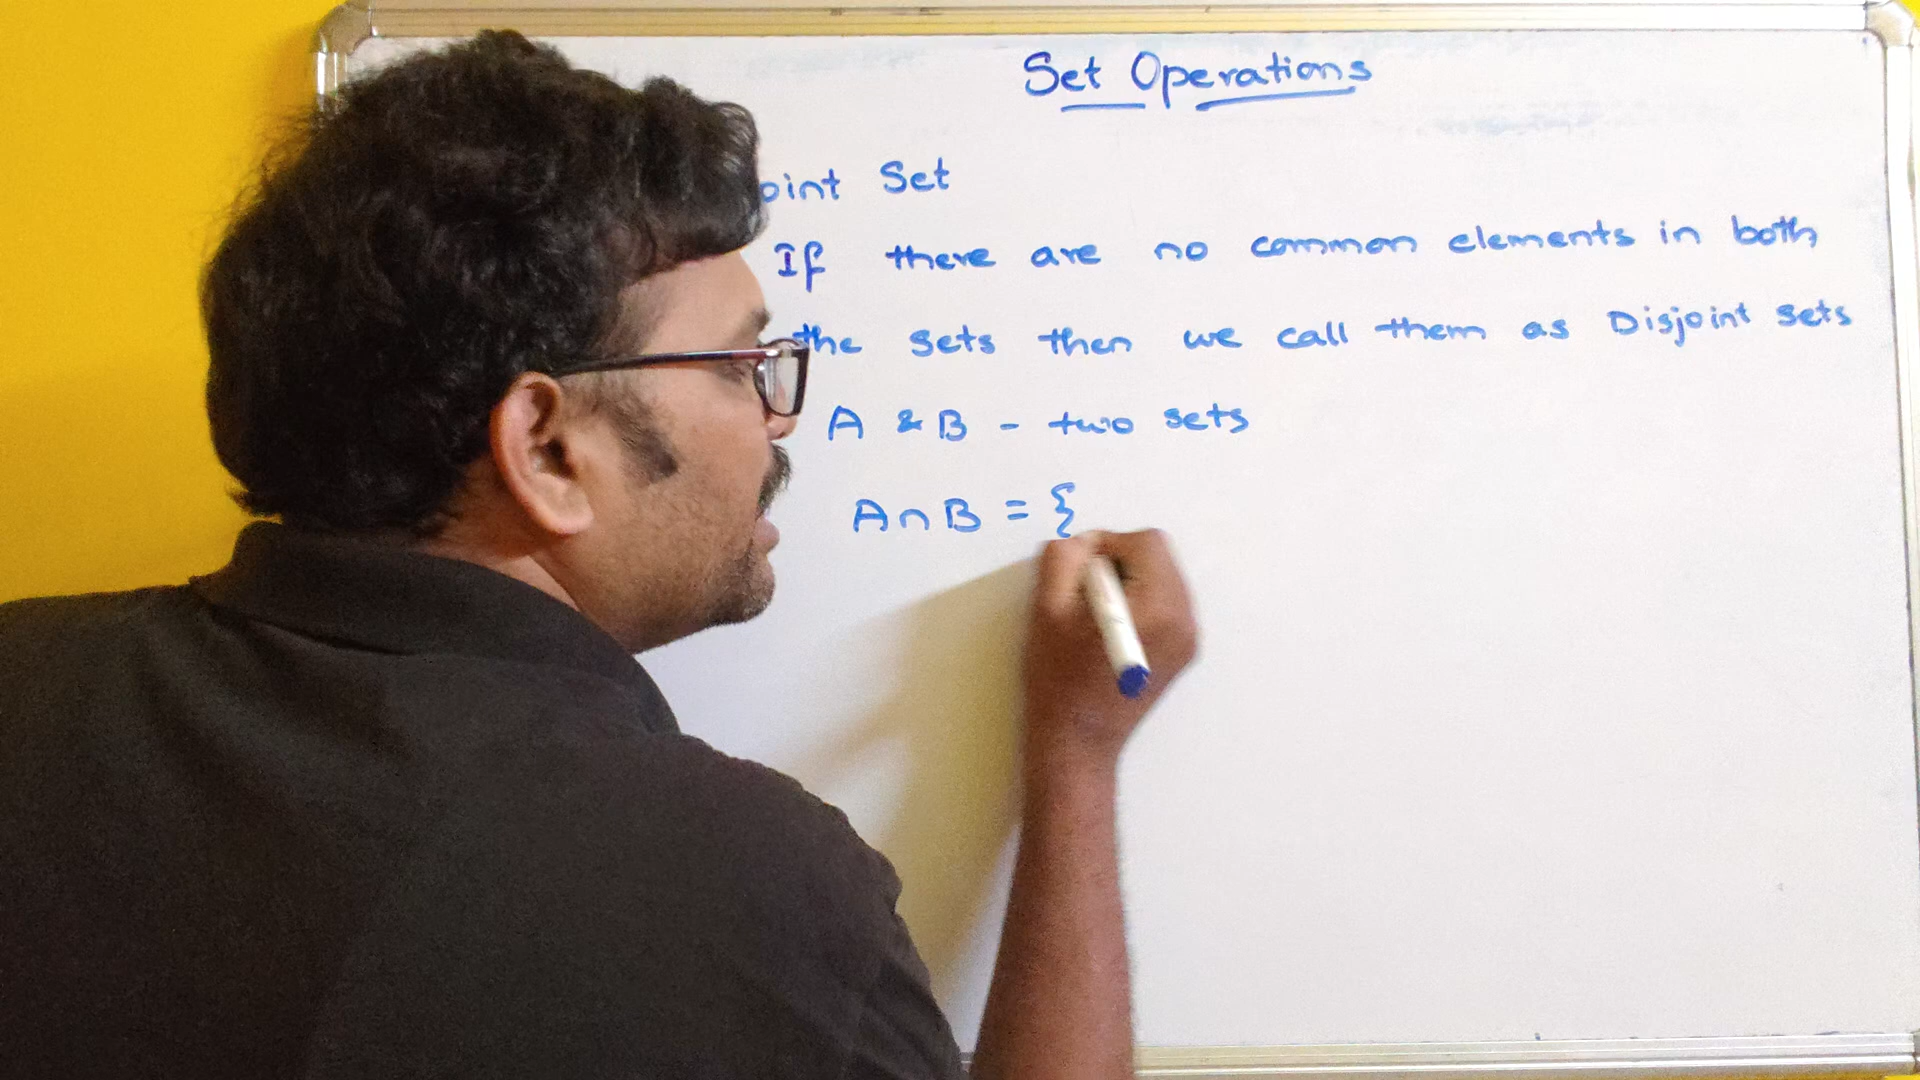 Set Operations
oint Set
If there are no common elements in both
the sets then we call them as Disjoint sets
A & B - two sets
A∩B = {